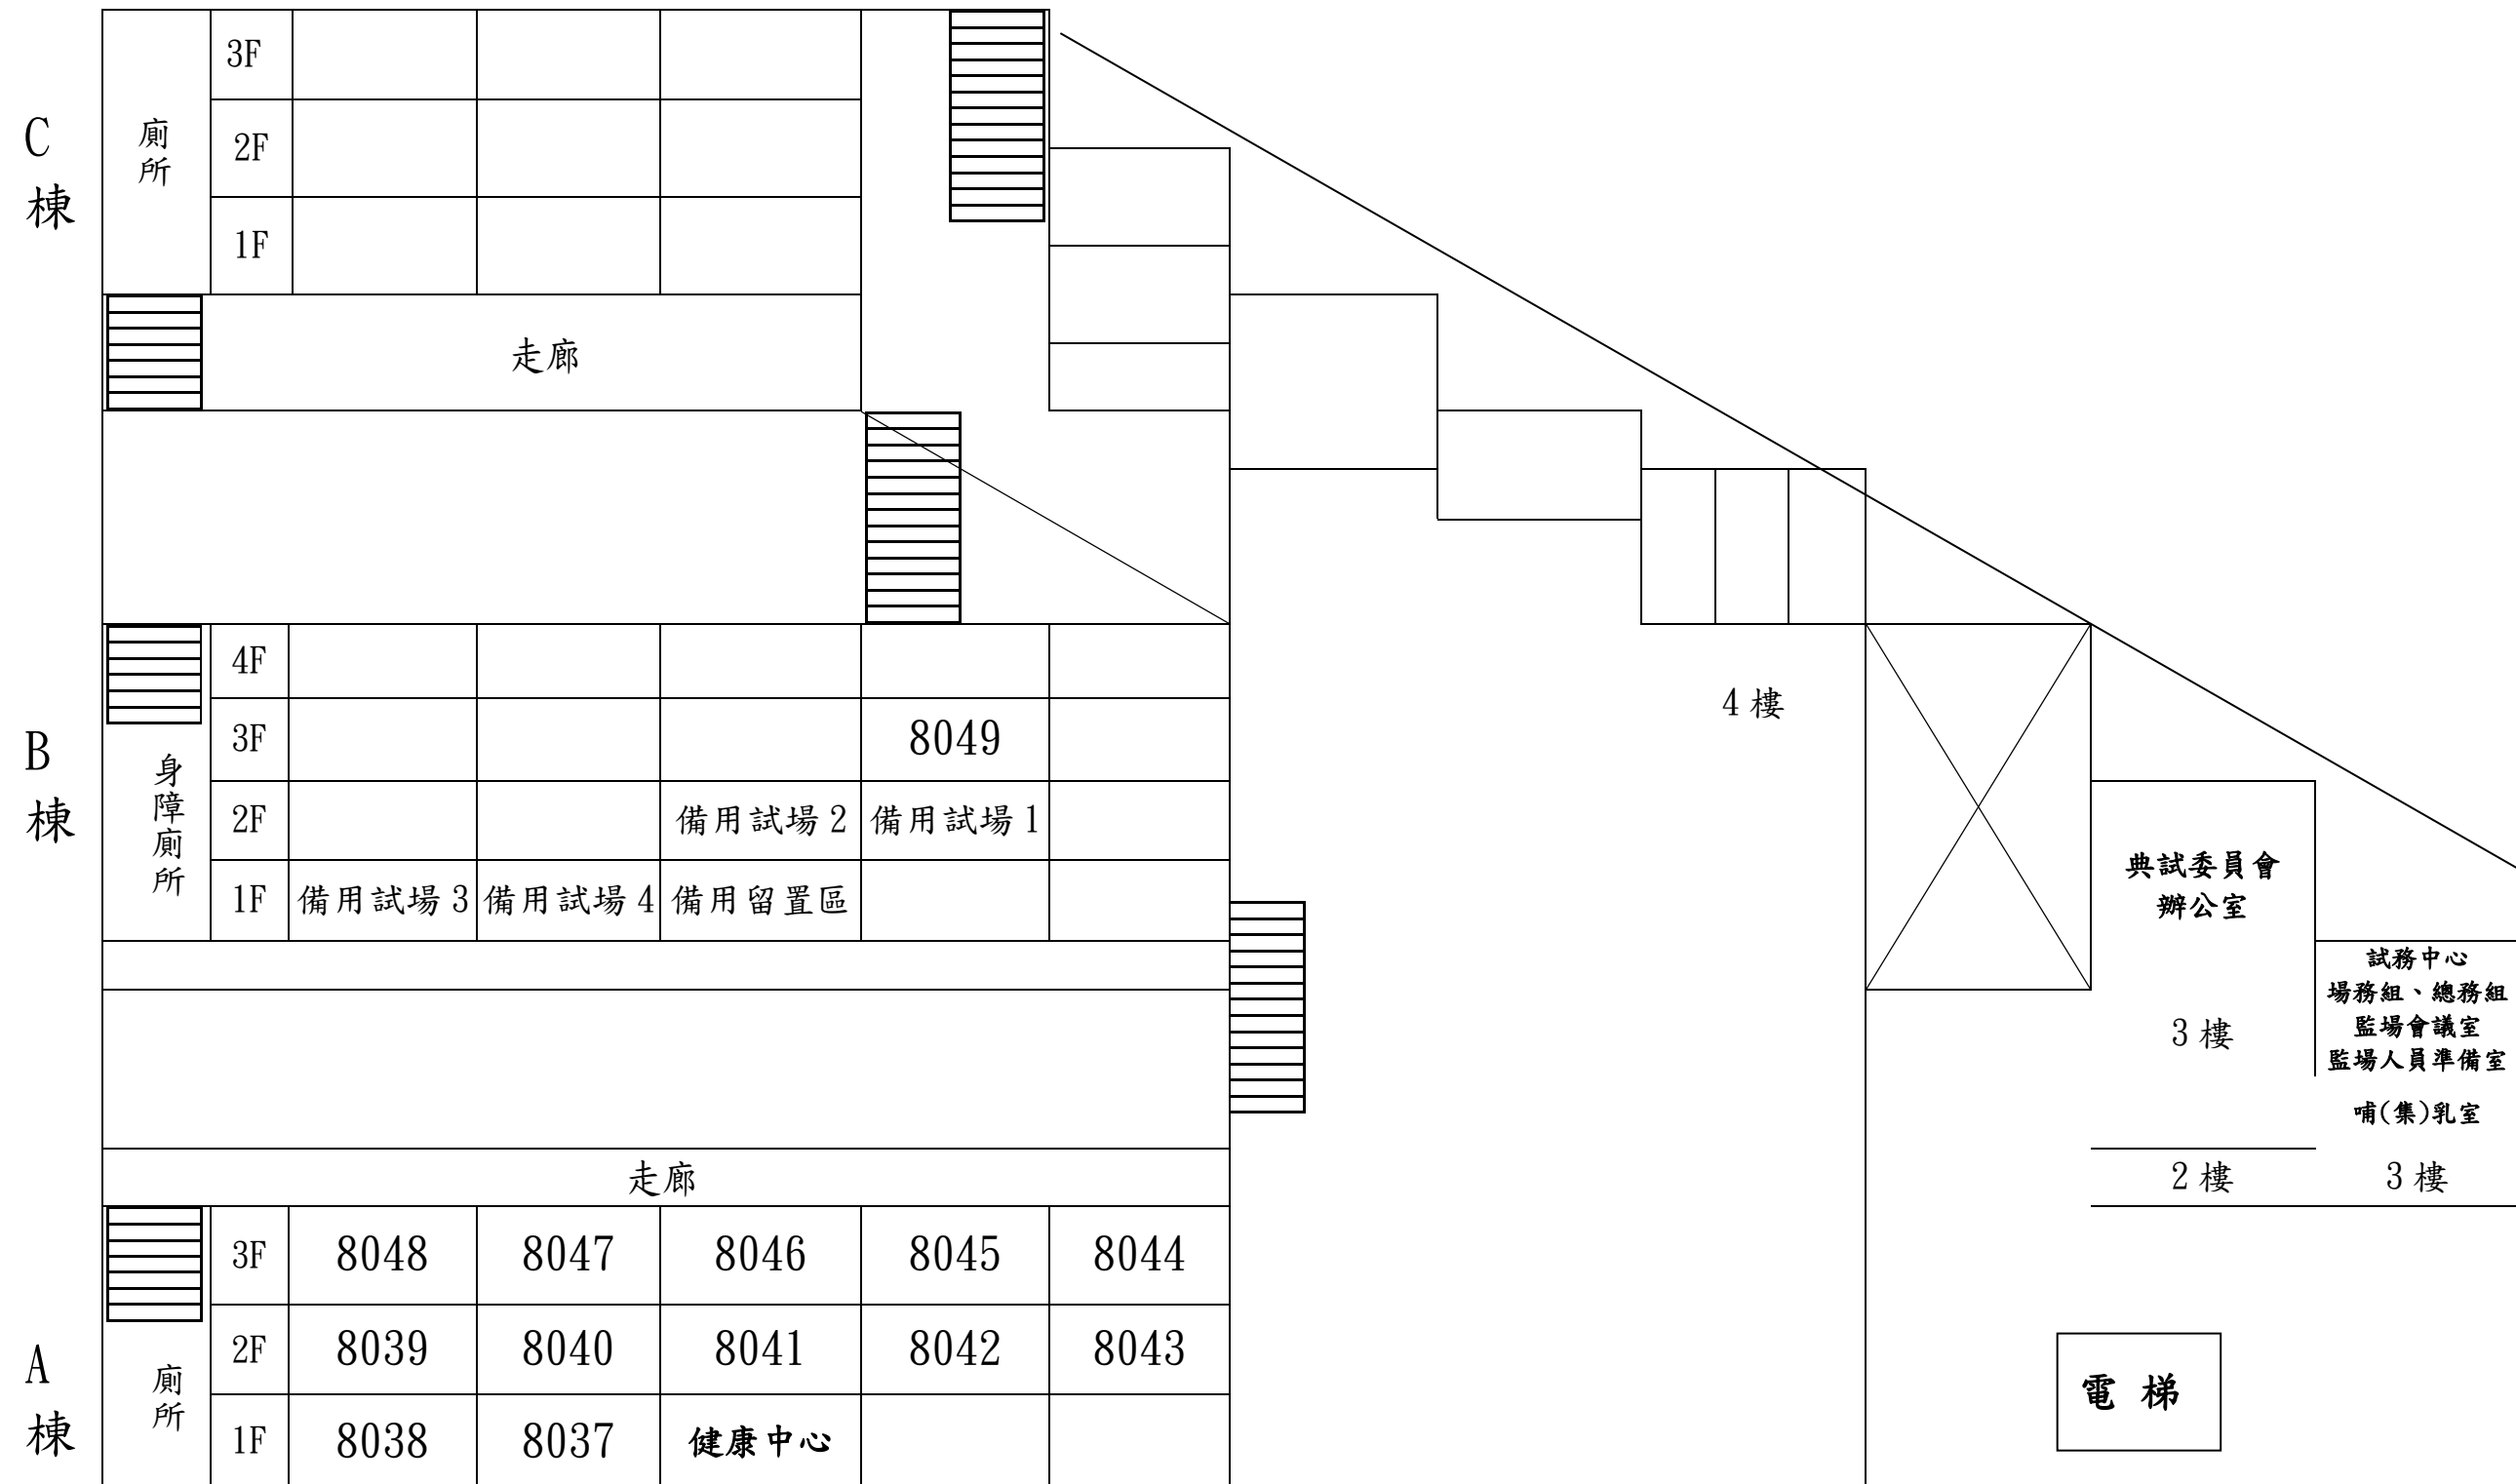 C
棟
廁
所
3F
2F
1F
走廊
B
棟
身
障
廁
所
4F
3F 8049
2F 備用試場 2 備用試場 1
1F 備用試場 3 備用試場 4 備用留置區
4 樓
典試委員會
辦公室
3 樓
試務中心
場務組、總務組
監場會議室
監場人員準備室
哺(集)乳室
2 樓 3 樓
走廊
A
棟
廁
所
3F 8048 8047 8046 8045 8044
2F 8039 8040 8041 8042 8043
1F 8038 8037 健康中心
電 梯